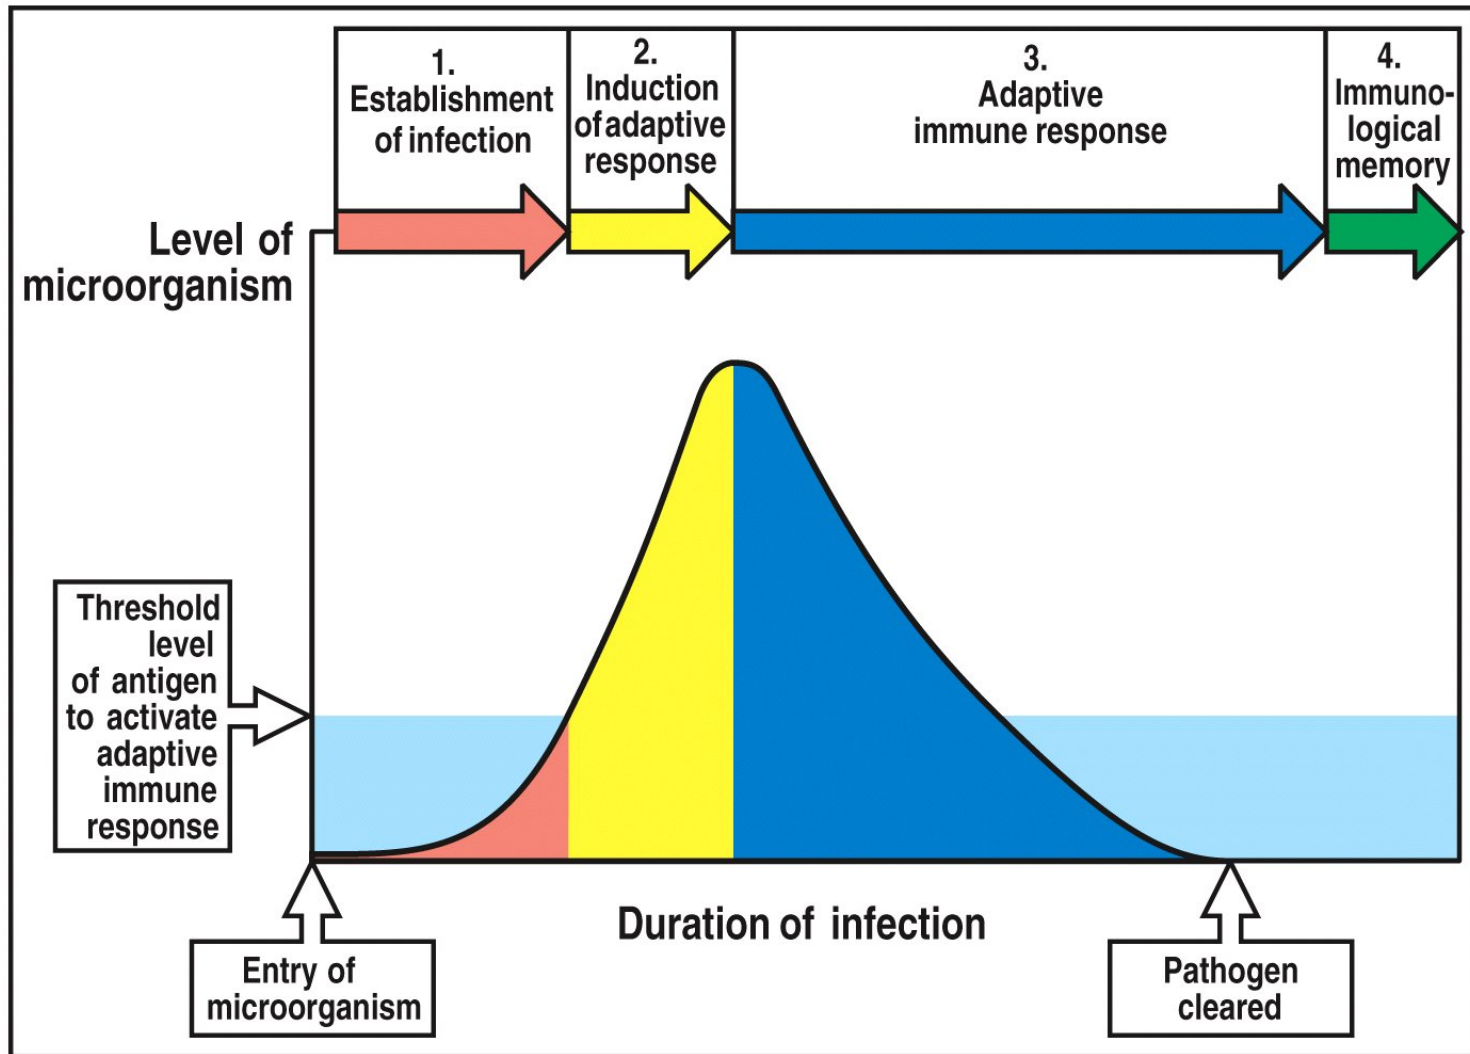 1.
Establishment
of infection
2.
Induction
of adaptive
response
3.
Adaptive
immune response
4.
Immuno-
logical
memory
Level of
microorganism
Threshold
level
of antigen
to activate
adaptive
immune
response
Duration of infection
Entry of
microorganism
Pathogen
cleared